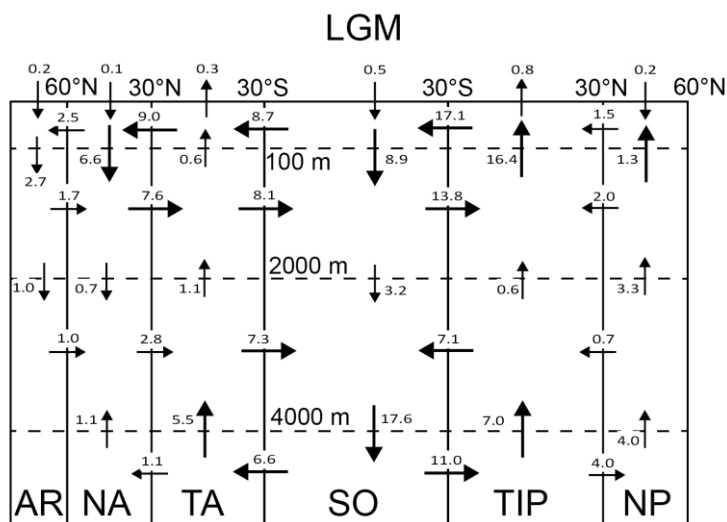 LGM
0.2 0.1 0.3 0.5 0.8 0.2
60°N 30°N 30°S 30°S 30°N 60°N
2.5 9.0 8.7 17.1 1.5
6.6 0.6 100 m 8.9 16.4 1.3
2.7
1.7 7.6 8.1 13.8 2.0
2000 m
1.0 0.7 1.1 3.2 0.6 3.3
1.0 2.8 7.3 7.1 0.7
1.1 5.5 4000 m 17.6 7.0
4.0
1.1 6.6 11.0 4.0
AR NA TA SO TIP NP